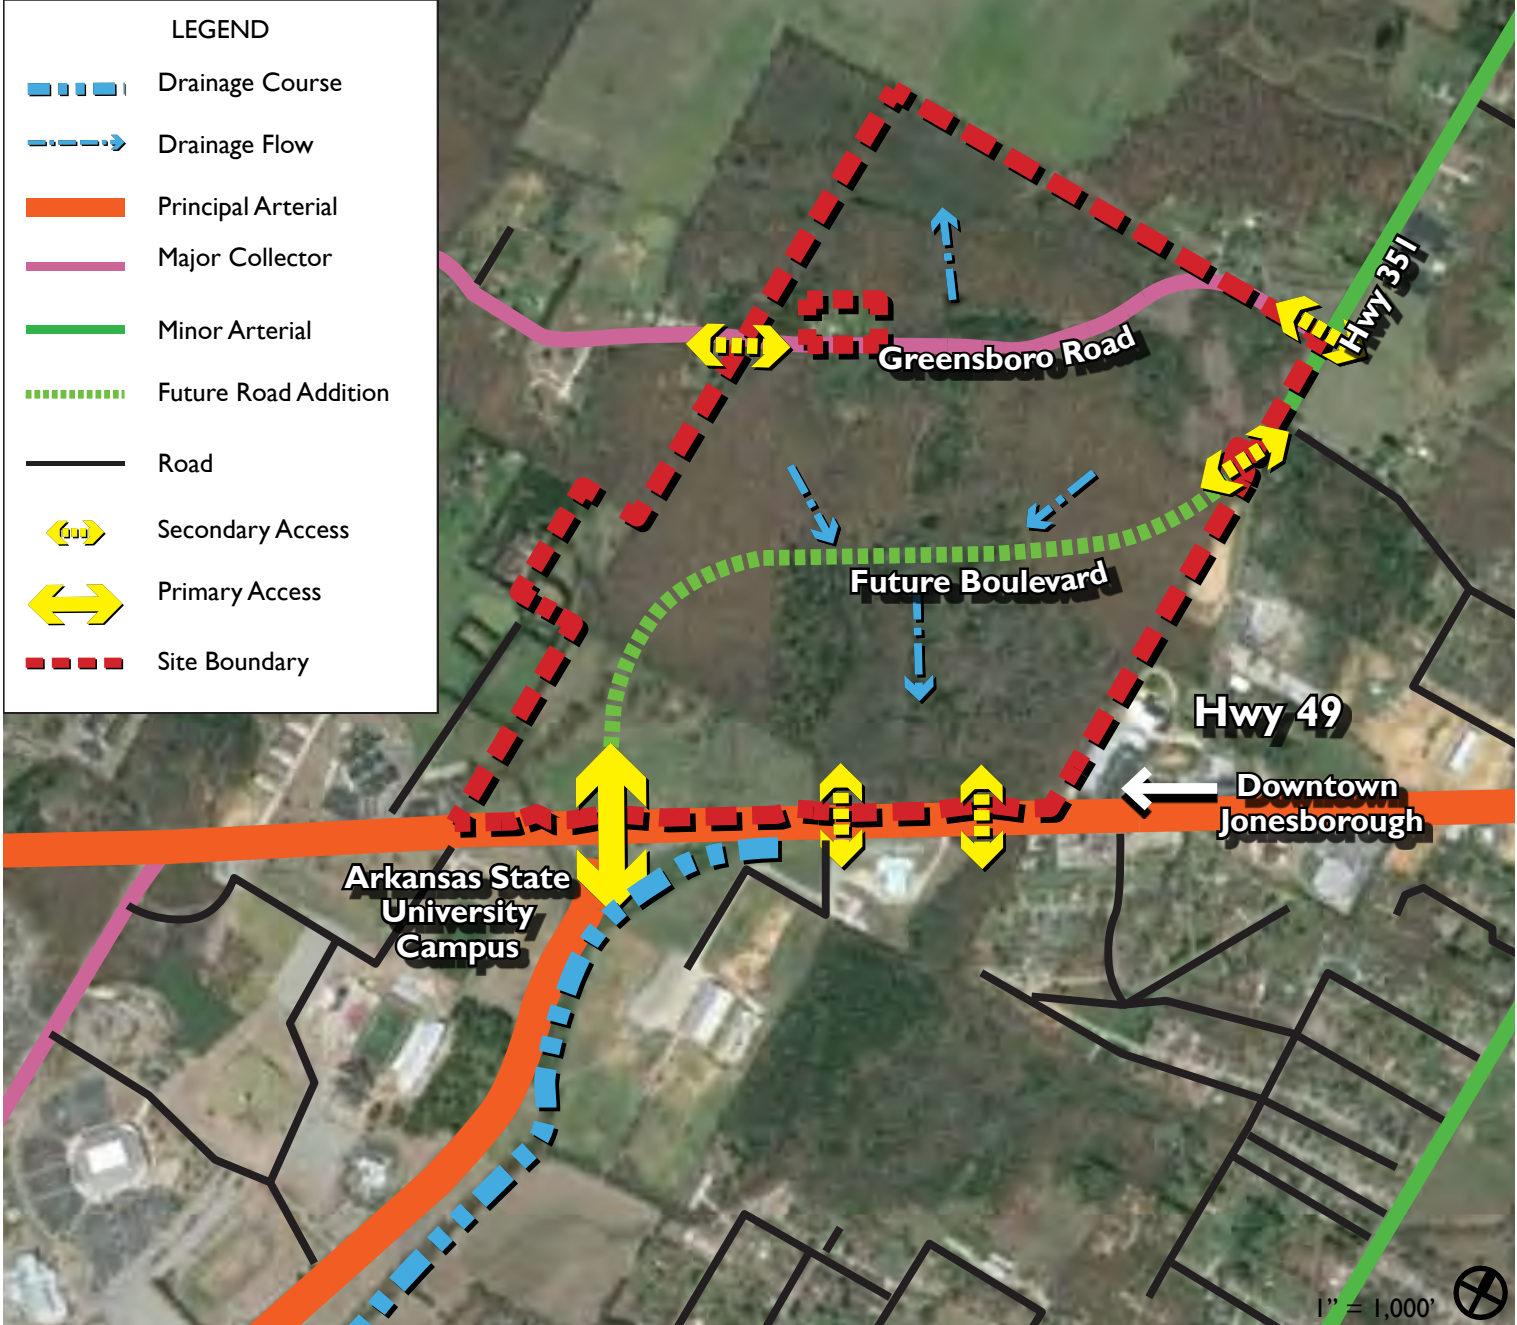 LEGEND
Drainage Course
Drainage Flow
Principal Arterial
Major Collector
Minor Arterial
Future Road Addition
Road
Secondary Access
Primary Access
Site Boundary
Hwy 351
Greensboro Road
Future Boulevard
Hwy 49
Downtown
Jonesborough
Arkansas State
University
Campus
1" = 1,000'